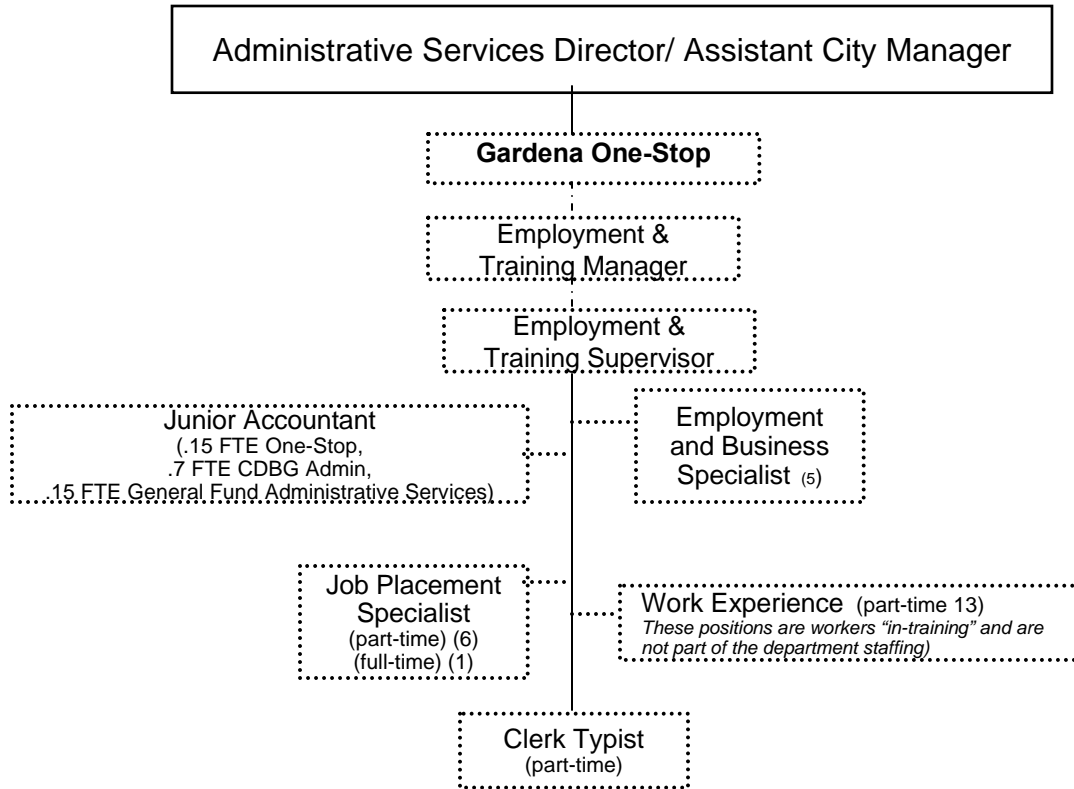 Administrative Services Director/ Assistant City Manager
Gardena One-Stop
Employment &
Training Manager
Employment &
Training Supervisor
Junior Accountant
(.15 FTE One-Stop,
.7 FTE CDBG Admin,
.15 FTE General Fund Administrative Services)
Employment
and Business
Specialist (5)
Job Placement
Specialist
(part-time) (6)
(full-time) (1)
Work Experience (part-time 13)
These positions are workers “in-training” and are
not part of the department staffing)
Clerk Typist
(part-time)